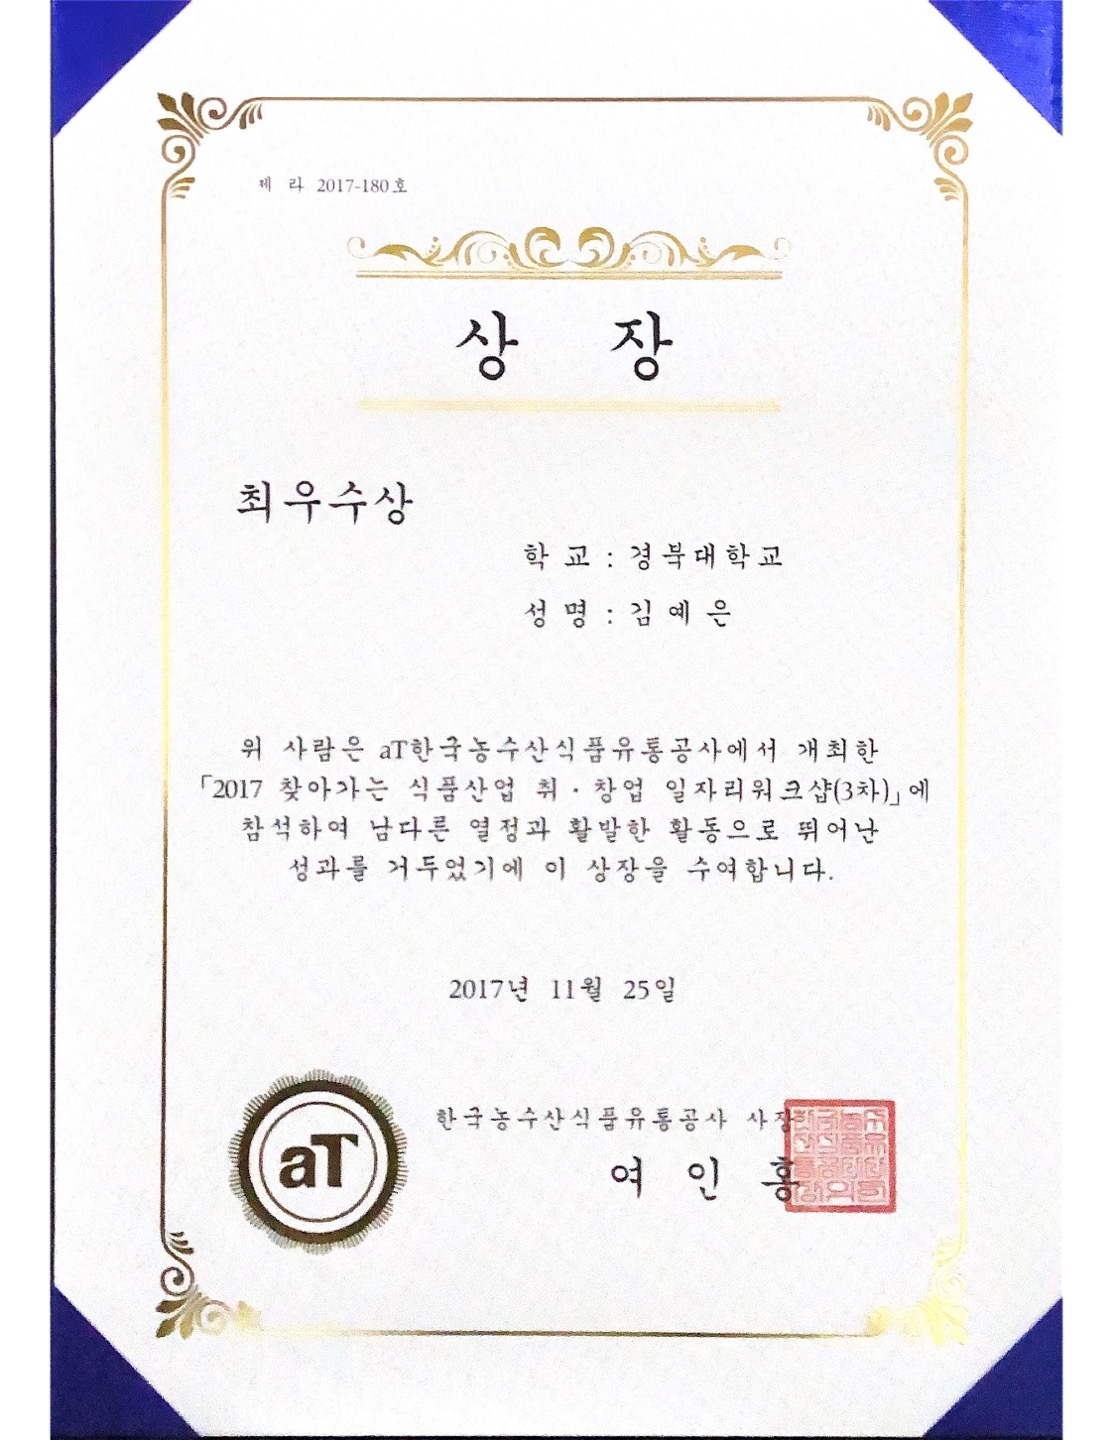 제 라 2017-180호
상 장
최우수상
학 교 : 경북대학교
성 명 : 김 예 은
위 사람은 aT한국농수산식품유통공사에서 개최한
「2017 찾아가는 식품산업 취·창업 일자리워크샵(3차)」에
참석하여 남다른 열정과 활발한 활동으로 뛰어난
성과를 거두었기에 이 상장을 수여합니다.
2017년 11월 25일
aT
한국농수산식품유통공사 사장
여 인 홍